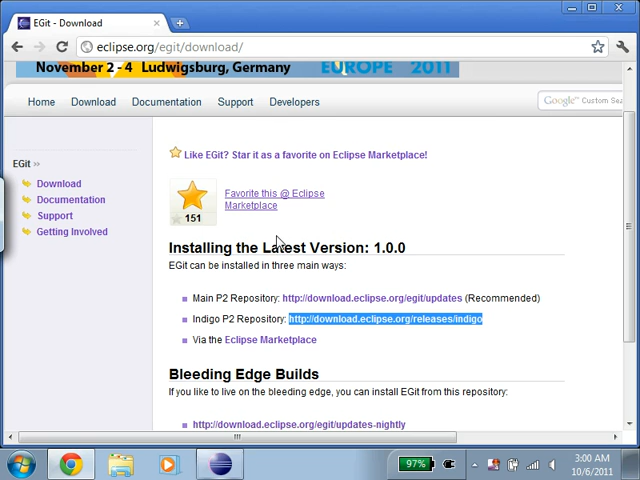 EGit - Download
eclipse.org/egit/download/
November 2 - 4 Ludwigsburg, Germany EUROPE 2011
Home Download Documentation Support Developers
Google™ Custom Sea
EGit »
Download
Documentation
Support
Getting Involved
Like EGit? Star it as a favorite on Eclipse Marketplace!
151
Favorite this @ Eclipse
Marketplace
Installing the Latest Version: 1.0.0
EGit can be installed in three main ways:
Main P2 Repository: http://download.eclipse.org/egit/updates (Recommended)
Indigo P2 Repository: http://download.eclipse.org/releases/indigo
Via the Eclipse Marketplace
Bleeding Edge Builds
If you like to live on the bleeding edge, you can install EGit from this repository:
http://download.eclipse.org/egit/updates-nightly
97%
3:00 AM
10/6/2011